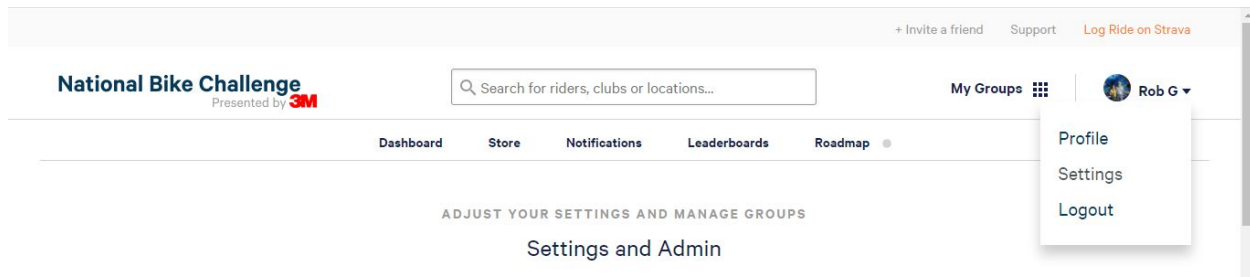 + Invite a friend Support Log Ride on Strava
National Bike Challenge
Presented by 3M
Search for riders, clubs or locations...
My Groups
Rob G
Dashboard Store Notifications Leaderboards Roadmap
Profile
Settings
Logout
ADJUST YOUR SETTINGS AND MANAGE GROUPS
Settings and Admin